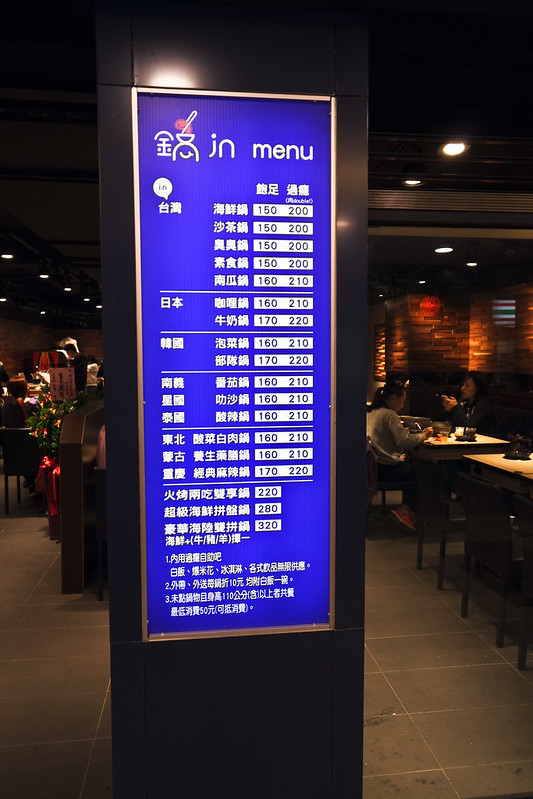 鍋 in menu
飽足 過癮
(肉double!)
in
台灣 海鮮鍋 150 200
沙茶鍋 150 200
臭臭鍋 150 200
素食鍋 150 200
南瓜鍋 160 210
日本 咖哩鍋 160 210
牛奶鍋 170 220
韓國 泡菜鍋 160 210
部隊鍋 170 220
南義 番茄鍋 160 210
星國 叻沙鍋 160 210
泰國 酸辣鍋 160 210
東北 酸菜白肉鍋 160 210
蒙古 養生藥膳鍋 160 210
重慶 經典麻辣鍋 170 220
火烤兩吃雙享鍋 220
超級海鮮拼盤鍋 280
豪華海陸雙拼鍋 320
海鮮+(牛/豬/羊)擇一
1.內用過癮自助吧
白飯、爆米花、冰淇淋、各式飲品無限供應。
2.外帶、外送每鍋折10元 均附白飯一碗。
3.未點鍋物且身高110公分(含)以上者共餐
最低消費50元(可抵消費)。